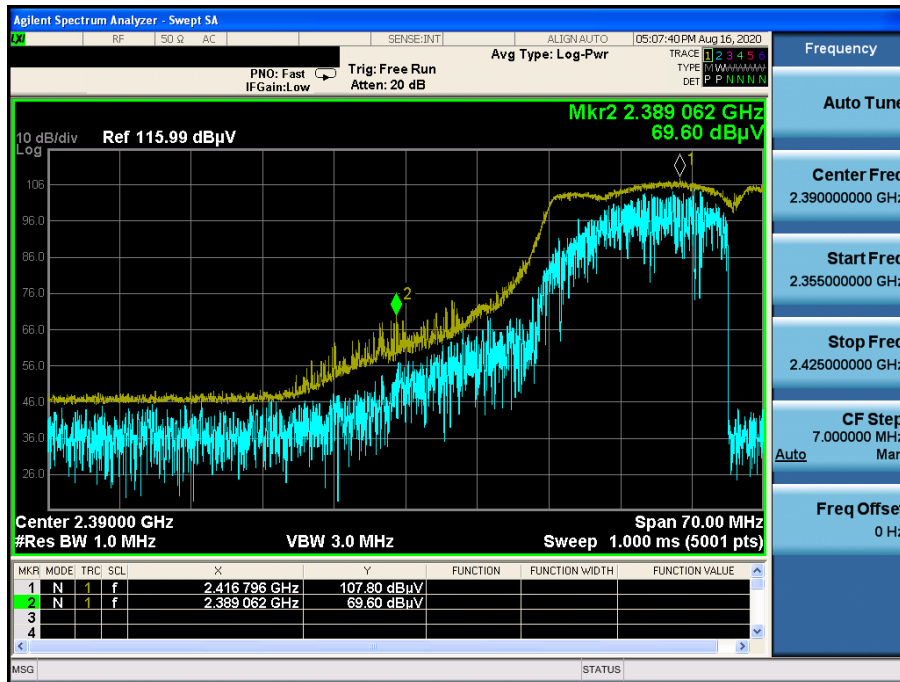 Agilent Spectrum Analyzer - Swept SA
LXI RF 50 Ω AC SENSE:INT ALIGN AUTO 05:07:40 PM Aug 16, 2020
Avg Type: Log-Pwr
TRACE 1 2 3 4 5 6
PNO: Fast Trig: Free Run
TYPE M W W W W W
IFGain:Low Atten: 20 dB
DET P P N N N N
Mkr2 2.389 062 GHz
69.60 dBµV
10 dB/div Ref 115.99 dBµV
Log
1
106
96.0
86.0
76.0
2
66.0
56.0
46.0
36.0
26.0
Center 2.39000 GHz Span 70.00 MHz
#Res BW 1.0 MHz VBW 3.0 MHz Sweep 1.000 ms (5001 pts)
MKR MODE TRC SCL X Y FUNCTION FUNCTION WIDTH FUNCTION VALUE
1 N 1 f 2.416 796 GHz 107.80 dBµV
2 N 1 f 2.389 062 GHz 69.60 dBµV
3
4
MSG STATUS
Frequency
Auto Tune
Center Freq
2.390000000 GHz
Start Freq
2.355000000 GHz
Stop Freq
2.425000000 GHz
CF Step
7.000000 MHz
Auto Man
Freq Offset
0 Hz